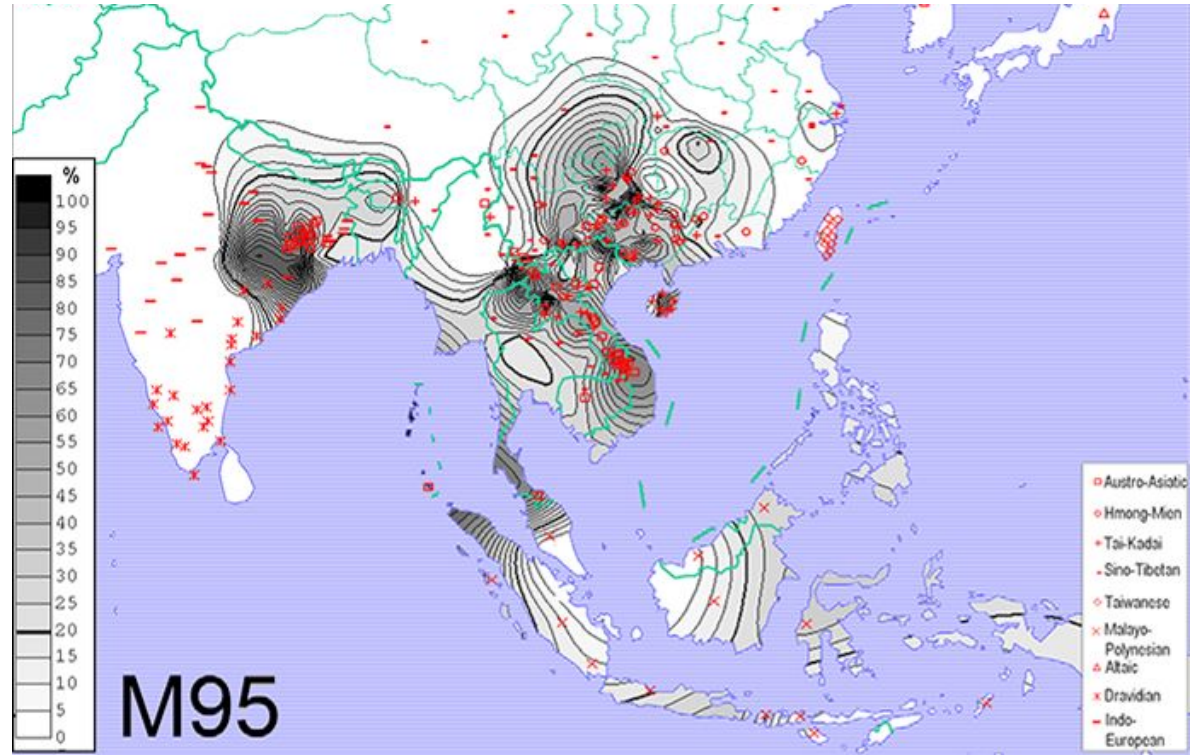 %
100
95
90
85
80
75
70
65
60
55
50
45
40
35
30
25
20
15
10
5
0
M95
Austro-Asiatic
Hmong-Mien
Tai-Kadai
Sino-Tibetan
Taiwanese
Malayo-
Polynesian
Altaic
Dravidian
Indo-
European